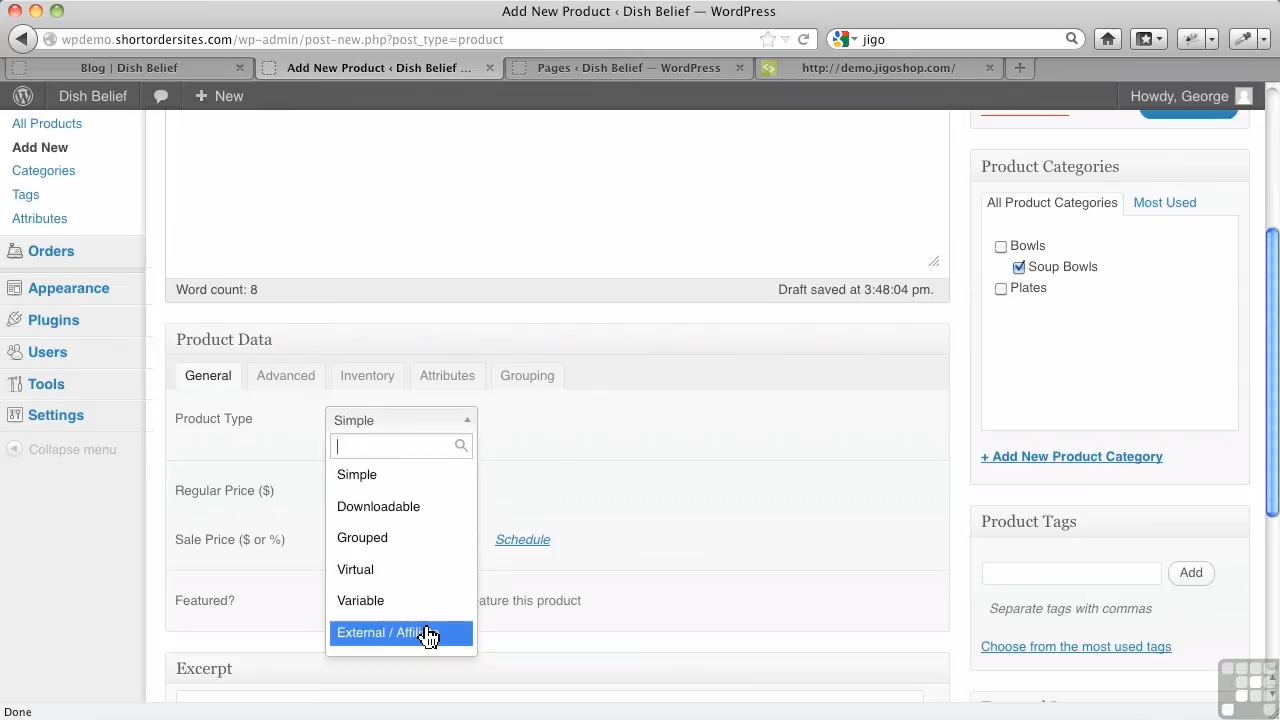 Add New Product ‹ Dish Belief — WordPress
wpdemo.shortordersites.com/wp-admin/post-new.php?post_type=product
jigo
Blog | Dish Belief
Add New Product ‹ Dish Belief ...
Pages ‹ Dish Belief — WordPress
http://demo.jigoshop.com/
Dish Belief
New
Howdy, George
All Products
Add New
Categories
Tags
Attributes
Orders
Appearance
Plugins
Users
Tools
Settings
Collapse menu
Word count: 8
Draft saved at 3:48:04 pm.
Product Data
General
Advanced
Inventory
Attributes
Grouping
Product Type
Simple
Simple
Downloadable
Grouped
Virtual
Variable
External /
Regular Price ($)
Sale Price ($ or %)
Schedule
Featured?
this product
Excerpt
Product Categories
All Product Categories
Most Used
Bowls
Soup Bowls
Plates
+ Add New Product Category
Product Tags
Add
Separate tags with commas
Choose from the most used tags
Done